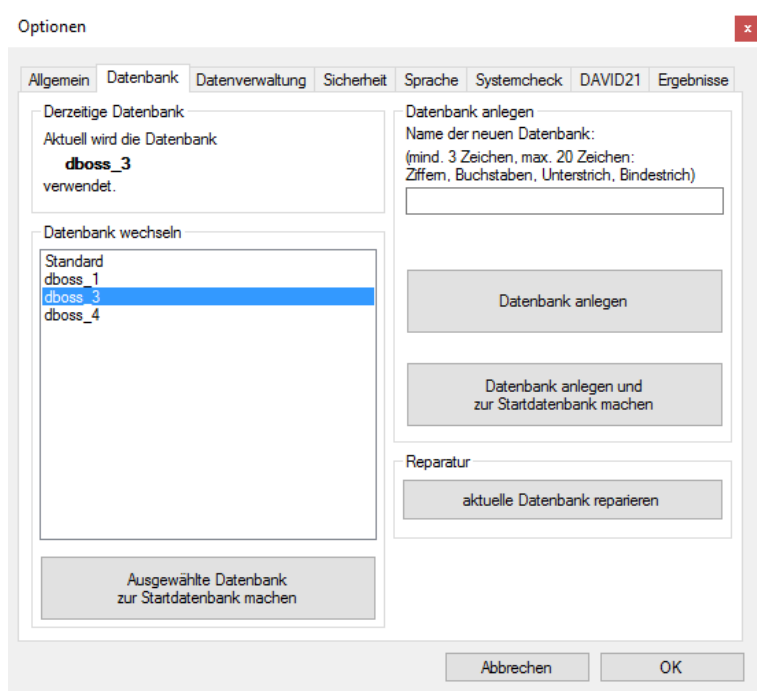 Optionen
x
Allgemein Datenbank Datenverwaltung Sicherheit Sprache Systemcheck DAVID21 Ergebnisse
Derzeitige Datenbank
Aktuell wird die Datenbank
dboss_3
verwendet.
Datenbank wechseln
Standard
dboss_1
dboss_3
dboss_4
Ausgewählte Datenbank
zur Startdatenbank machen
Datenbank anlegen
Name der neuen Datenbank:
(mind. 3 Zeichen, max. 20 Zeichen:
Ziffern, Buchstaben, Unterstrich, Bindestrich)
Datenbank anlegen
Datenbank anlegen und
zur Startdatenbank machen
Reparatur
aktuelle Datenbank reparieren
Abbrechen
OK